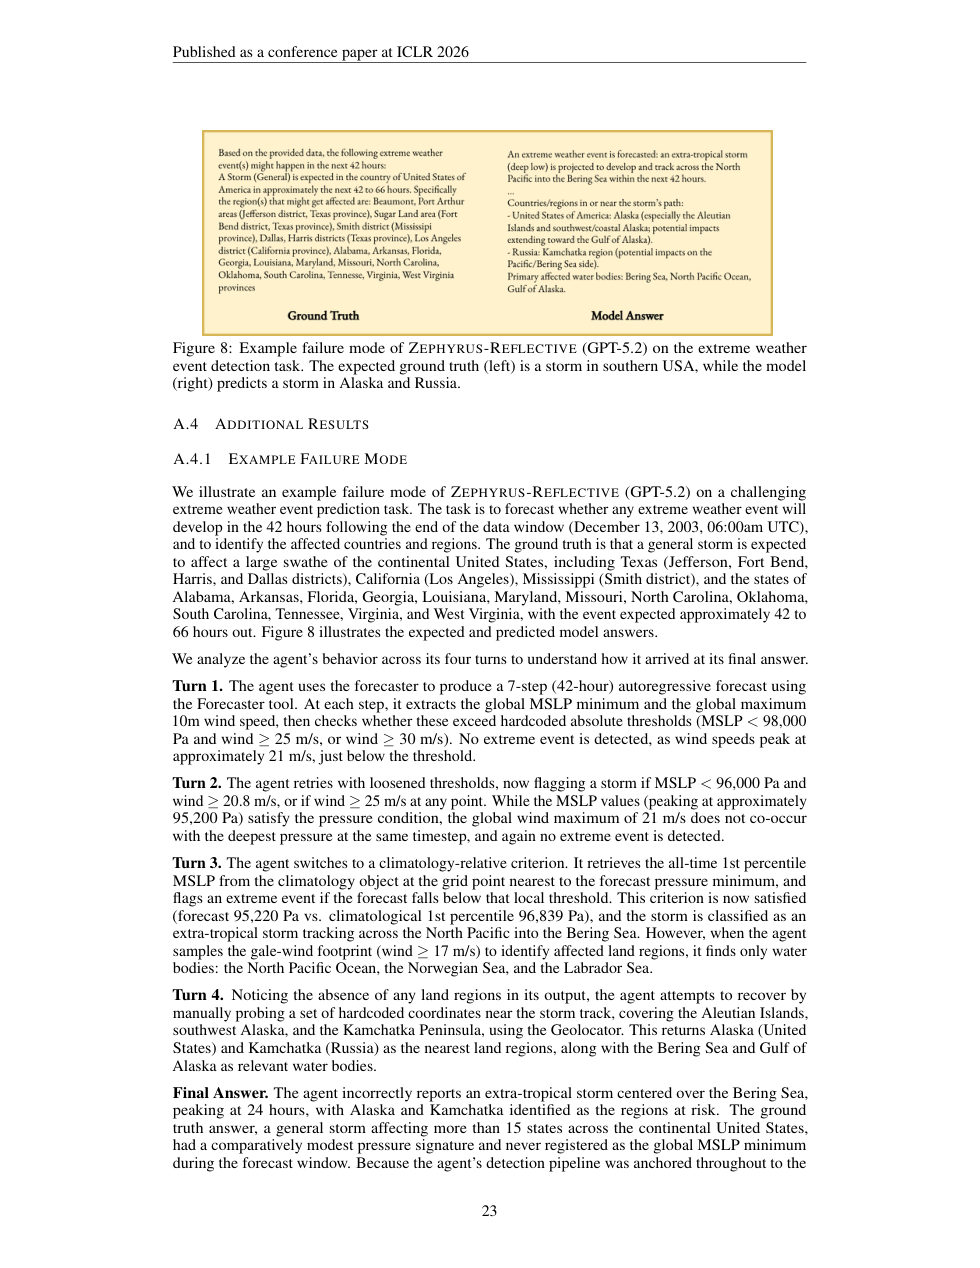 Published as a conference paper at ICLR 2026
Based on the provided data, the following extreme weather
event(s) might happen in the next 42 hours:
A Storm (General) is expected in the country of United States of
America in approximately the next 42 to 66 hours. Specifically
the region(s) that might get affected are: Beaumont, Port Arthur
areas (Jefferson district, Texas province), Sugar Land area (Fort
Bend district, Texas province), Smith district (Mississipi
province), Dallas, Harris districts (Texas province), Los Angeles
district (California province), Alabama, Arkansas, Florida,
Georgia, Louisiana, Maryland, Missouri, North Carolina,
Oklahoma, South Carolina, Tennesse, Virginia, West Virginia
provinces
Ground Truth
An extreme weather event is forecasted: an extra-tropical storm
(deep low) is projected to develop and track across the North
Pacific into the Bering Sea within the next 42 hours.
...
Countries/regions in or near the storm's path:
- United States of America: Alaska (especially the Aleutian
Islands and southwest/coastal Alaska; potential impacts
extending toward the Gulf of Alaska).
- Russia: Kamchatka region (potential impacts on the
Pacific/Bering Sea side).
Primary affected water bodies: Bering Sea, North Pacific Ocean,
Gulf of Alaska.
Model Answer
Figure 8: Example failure mode of ZEPHYRUS-REFLECTIVE (GPT-5.2) on the extreme weather
event detection task. The expected ground truth (left) is a storm in southern USA, while the model
(right) predicts a storm in Alaska and Russia.
A.4 ADDITIONAL RESULTS
A.4.1 EXAMPLE FAILURE MODE
We illustrate an example failure mode of ZEPHYRUS-REFLECTIVE (GPT-5.2) on a challenging
extreme weather event prediction task. The task is to forecast whether any extreme weather event will
develop in the 42 hours following the end of the data window (December 13, 2003, 06:00am UTC),
and to identify the affected countries and regions. The ground truth is that a general storm is expected
to affect a large swathe of the continental United States, including Texas (Jefferson, Fort Bend,
Harris, and Dallas districts), California (Los Angeles), Mississippi (Smith district), and the states of
Alabama, Arkansas, Florida, Georgia, Louisiana, Maryland, Missouri, North Carolina, Oklahoma,
South Carolina, Tennessee, Virginia, and West Virginia, with the event expected approximately 42 to
66 hours out. Figure 8 illustrates the expected and predicted model answers.
We analyze the agent's behavior across its four turns to understand how it arrived at its final answer.
Turn 1. The agent uses the forecaster to produce a 7-step (42-hour) autoregressive forecast using
the Forecaster tool. At each step, it extracts the global MSLP minimum and the global maximum
10m wind speed, then checks whether these exceed hardcoded absolute thresholds (MSLP < 98,000
Pa and wind ≥ 25 m/s, or wind ≥ 30 m/s). No extreme event is detected, as wind speeds peak at
approximately 21 m/s, just below the threshold.
Turn 2. The agent retries with loosened thresholds, now flagging a storm if MSLP < 96,000 Pa and
wind ≥ 20.8 m/s, or if wind ≥ 25 m/s at any point. While the MSLP values (peaking at approximately
95,200 Pa) satisfy the pressure condition, the global wind maximum of 21 m/s does not co-occur
with the deepest pressure at the same timestep, and again no extreme event is detected.
Turn 3. The agent switches to a climatology-relative criterion. It retrieves the all-time 1st percentile
MSLP from the climatology object at the grid point nearest to the forecast pressure minimum, and
flags an extreme event if the forecast falls below that local threshold. This criterion is now satisfied
(forecast 95,220 Pa vs. climatological 1st percentile 96,839 Pa), and the storm is classified as an
extra-tropical storm tracking across the North Pacific into the Bering Sea. However, when the agent
samples the gale-wind footprint (wind ≥ 17 m/s) to identify affected land regions, it finds only water
bodies: the North Pacific Ocean, the Norwegian Sea, and the Labrador Sea.
Turn 4. Noticing the absence of any land regions in its output, the agent attempts to recover by
manually probing a set of hardcoded coordinates near the storm track, covering the Aleutian Islands,
southwest Alaska, and the Kamchatka Peninsula, using the Geolocator. This returns Alaska (United
States) and Kamchatka (Russia) as the nearest land regions, along with the Bering Sea and Gulf of
Alaska as relevant water bodies.
Final Answer. The agent incorrectly reports an extra-tropical storm centered over the Bering Sea,
peaking at 24 hours, with Alaska and Kamchatka identified as the regions at risk. The ground
truth answer, a general storm affecting more than 15 states across the continental United States,
had a comparatively modest pressure signature and never registered as the global MSLP minimum
during the forecast window. Because the agent's detection pipeline was anchored throughout to the
23